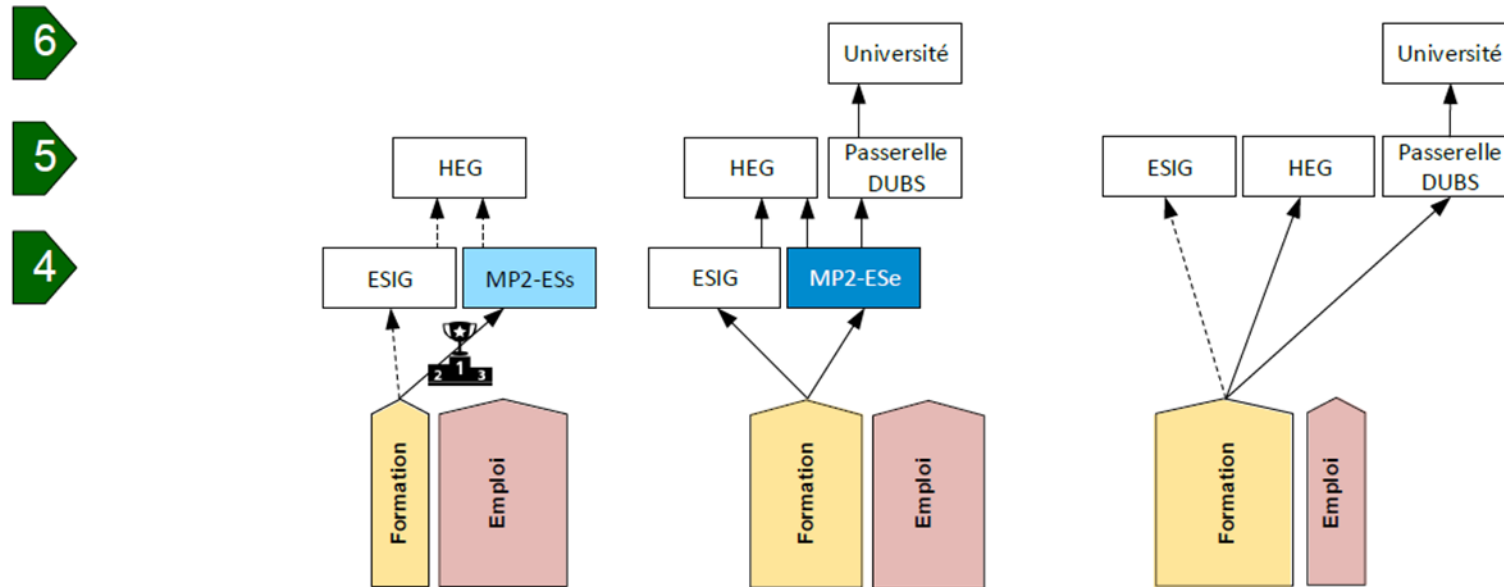 6
Université
Université
5
HEG
HEG
Passerelle
DUBS
ESIG
HEG
Passerelle
DUBS
4
ESIG
MP2-ESs
ESIG
MP2-ESe
1
2
3
Formation
Emploi
Formation
Emploi
Formation
Emploi